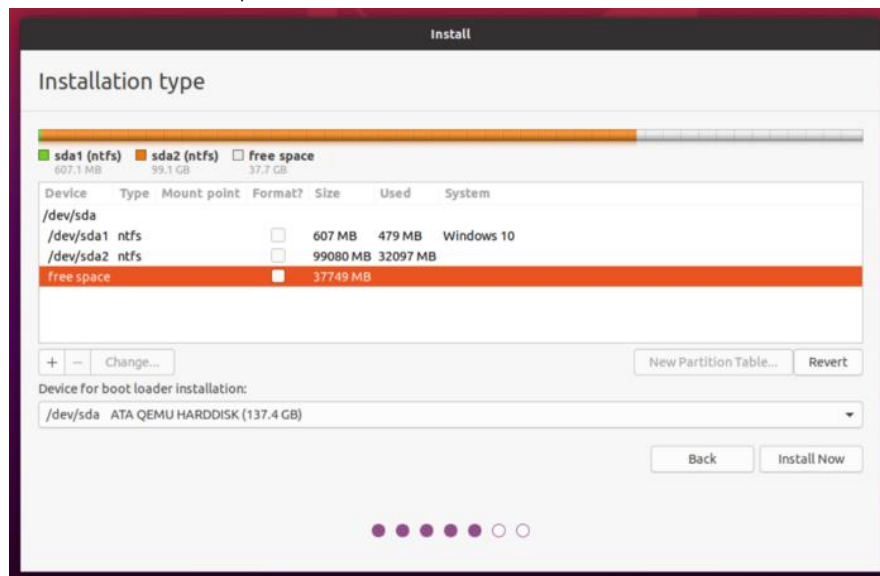 Install
Installation type
sda1 (ntfs) sda2 (ntfs) free space
607.1 MB 99.1 GB 37.7 GB
Device Type Mount point Format? Size Used System
/dev/sda
/dev/sda1 ntfs 607 MB 479 MB Windows 10
/dev/sda2 ntfs 99080 MB 32097 MB
free space 37749 MB
+ – Change... New Partition Table... Revert
Device for boot loader installation:
/dev/sda ATA QEMU HARDDISK (137.4 GB)
Back Install Now